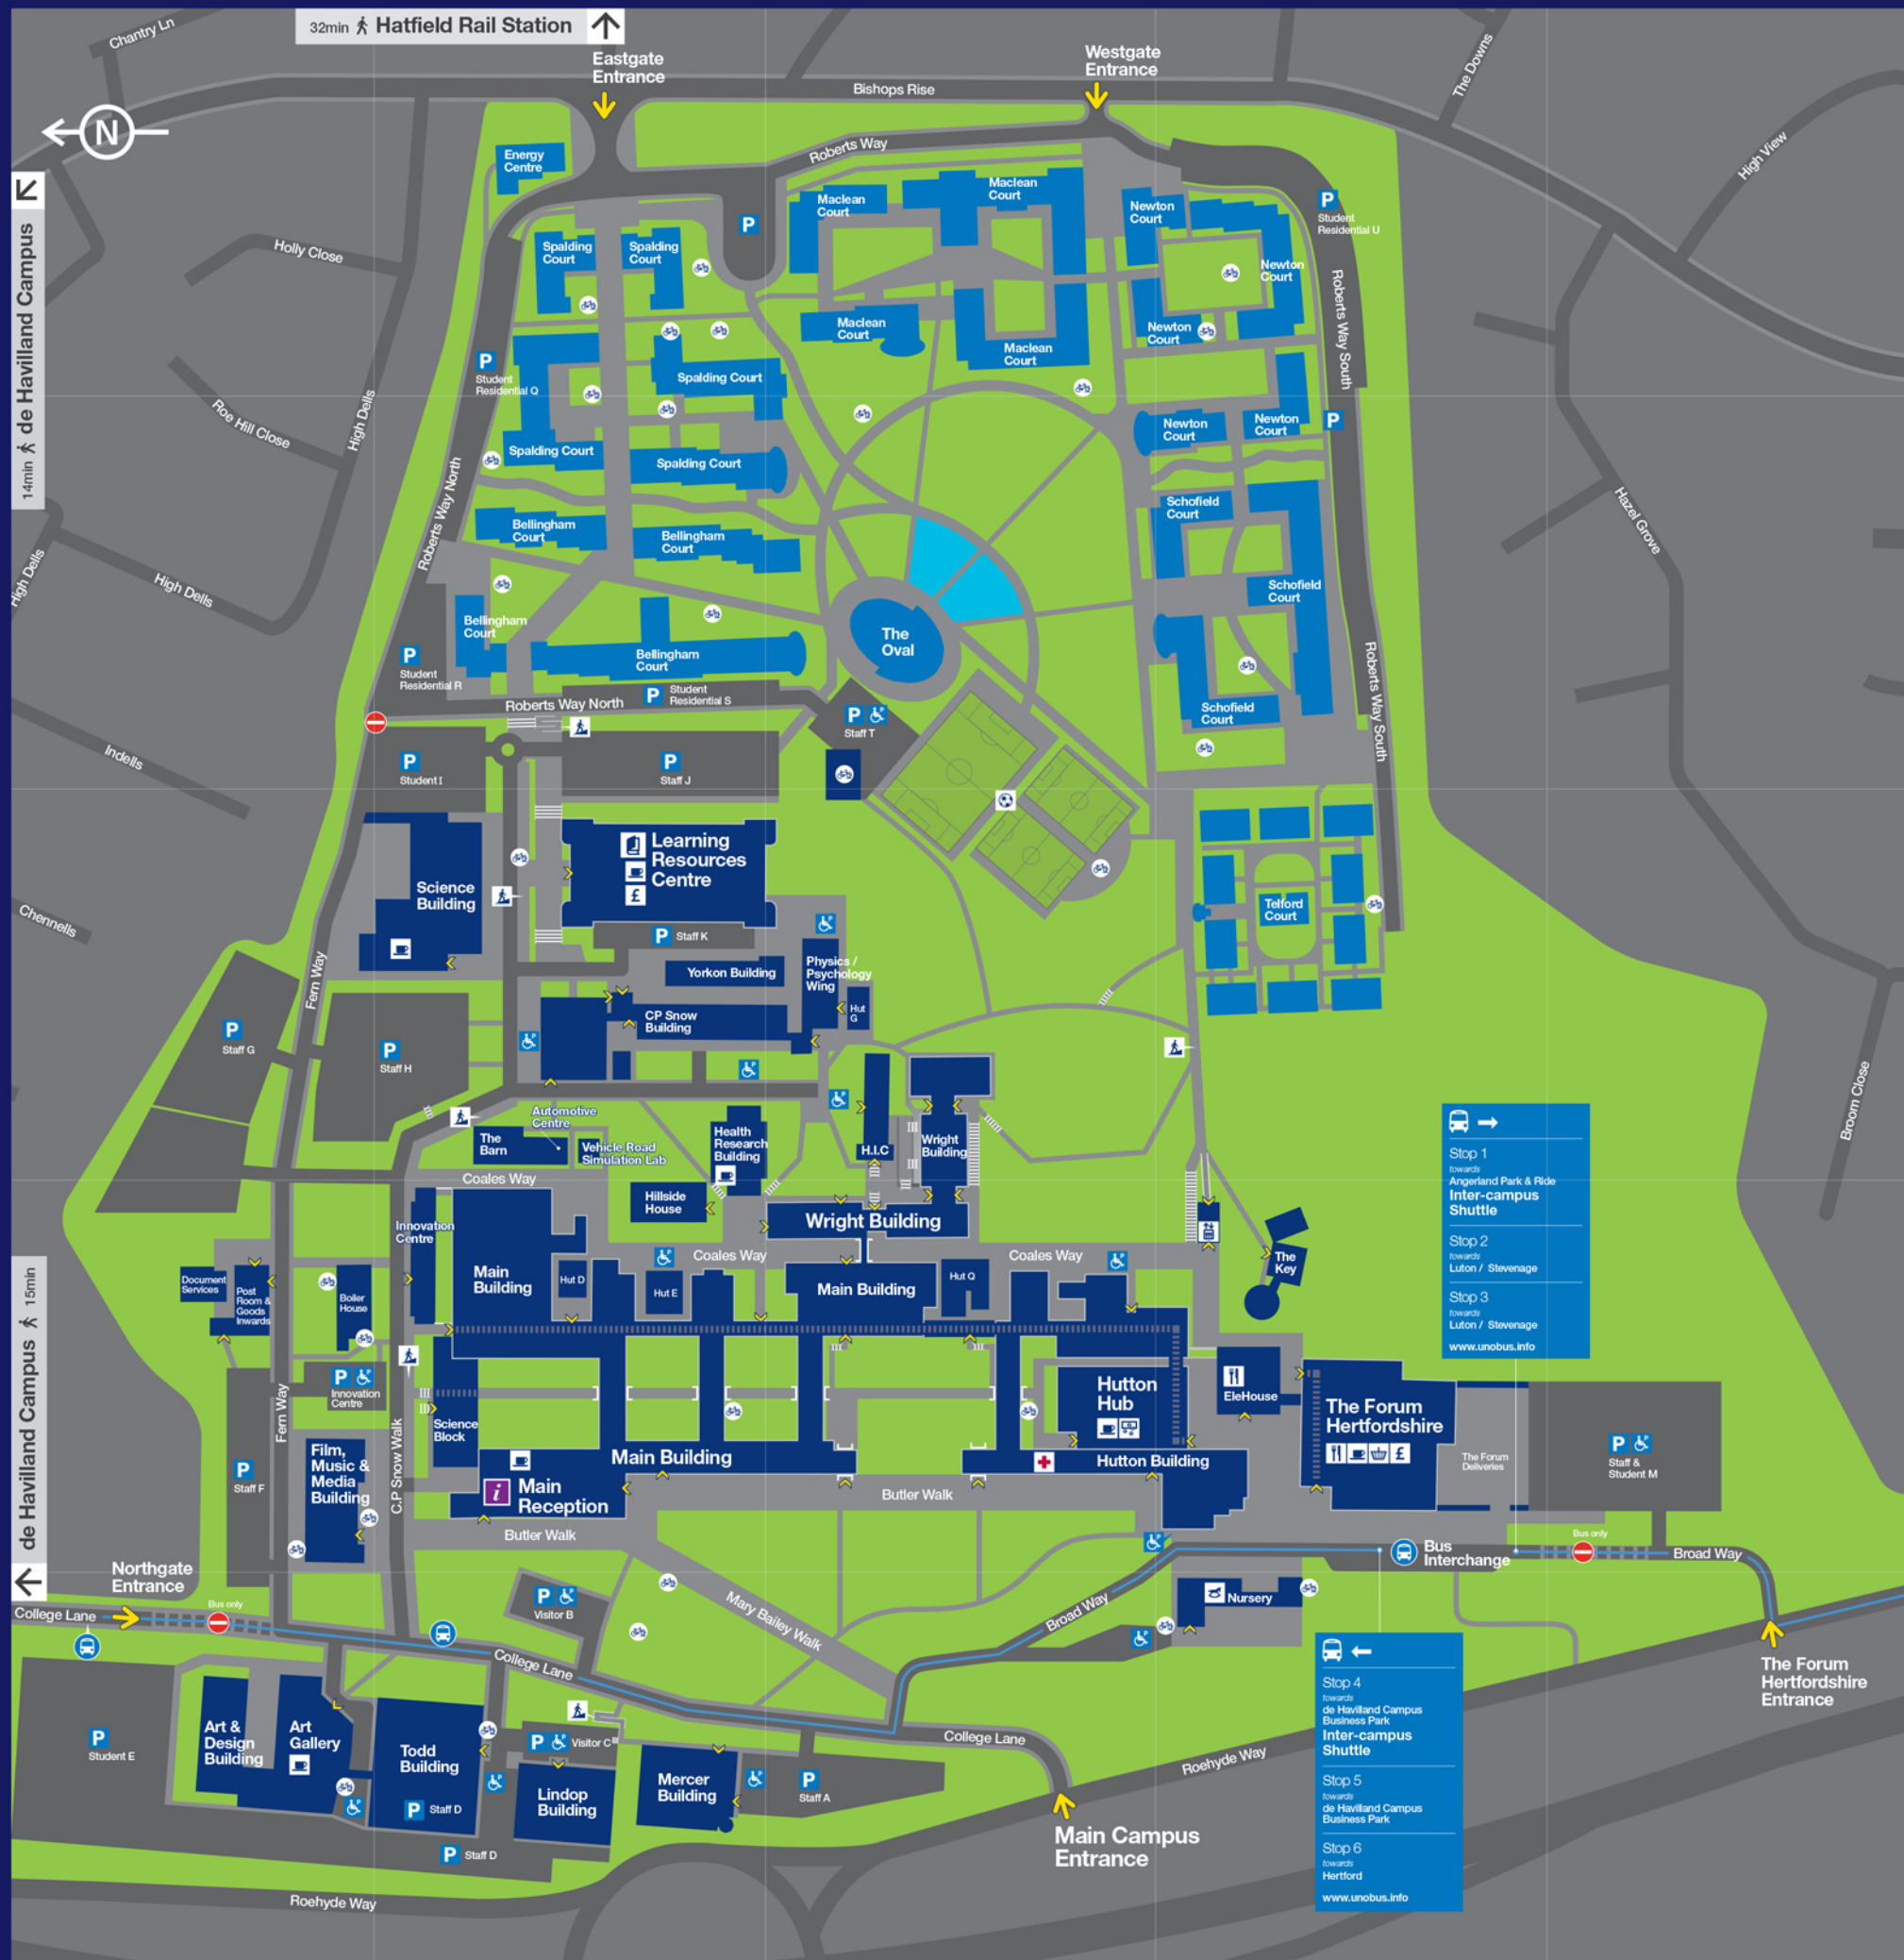 32min Hatfield Rail Station
Chantry Ln
Eastgate
Entrance
Westgate
Entrance
The Downs
Bishops Rise
N
Roberts Way
High View
14min de Havilland Campus
Energy
Centre
Maclean
Court
Maclean
Court
Newton
Court
P
Student
Residential U
P
Holly Close
Spalding
Court
Spalding
Court
Newton
Court
Roberts Way South
Maclean
Court
Newton
Court
Maclean
Court
P
Student
Residential Q
Spalding Court
Roe Hill Close
High Dells
Newton
Court
Newton
Court
P
Spalding Court
Spalding Court
Roberts Way North
Schofield
Court
Hazel Grove
Bellingham
Court
Bellingham
Court
High Dells
High Dells
Schofield
Court
Bellingham
Court
The
Oval
Bellingham
Court
P
Student
Residential R
Roberts Way South
P Student
Residential S
Roberts Way North
P
Staff T
Schofield
Court
Indells
P
Student I
P
Staff J
Learning
Resources
Centre
£
Science
Building
Telford
Court
Chennells
P Staff K
Fern Way
Yorkon Building
Physics /
Psychology
Wing
Hut
G
CP Snow
Building
P
Staff G
P
Staff H
Broom Close
Automotive
Centre
The
Barn
Vehicle Road
Simulation Lab
Health
Research
Building
H.I.C
Wright
Building
Stop 1
towards
Angerland Park & Ride
Inter-campus
Shuttle
Stop 2
towards
Luton / Stevenage
Stop 3
towards
Luton / Stevenage
www.unobus.info
Coales Way
Hillside
House
Innovation
Centre
Wright Building
Coales Way
Coales Way
The
Key
de Havilland Campus 15min
Document
Services
Post
Room &
Goods
Inwards
Boiler
House
Main
Building
Hut D
Hut E
Main Building
Hut Q
P
Innovation
Centre
Fern Way
C.P Snow Walk
Science
Block
Hutton
Hub
EleHouse
The Forum
Hertfordshire
£
The Forum
Deliveries
P
Staff &
Student M
Film,
Music &
Media
Building
P
Staff F
Main Building
Hutton Building
i Main
Reception
Butler Walk
Butler Walk
Bus
Interchange
Bus only
Broad Way
Northgate
Entrance
College Lane
Bus only
P
Visitor B
Mary Bailey Walk
Broad Way
Nursery
College Lane
The Forum
Hertfordshire
Entrance
Stop 4
towards
de Havilland Campus
Business Park
Inter-campus
Shuttle
Stop 5
towards
de Havilland Campus
Business Park
Stop 6
towards
Hertford
www.unobus.info
P
Student E
Art &
Design
Building
Art
Gallery
Todd
Building
P Staff D
P Visitor C
Lindop
Building
Mercer
Building
P
Staff A
College Lane
Roehyde Way
Main Campus
Entrance
P Staff D
Roehyde Way